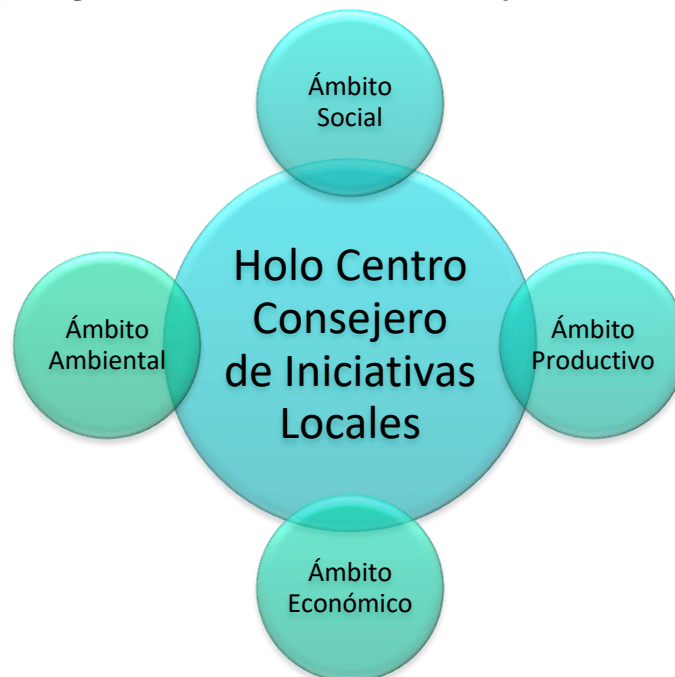 Ámbito
Social
Holo Centro
Consejero
de Iniciativas
Locales
Ámbito
Ambiental
Ámbito
Productivo
Ámbito
Económico